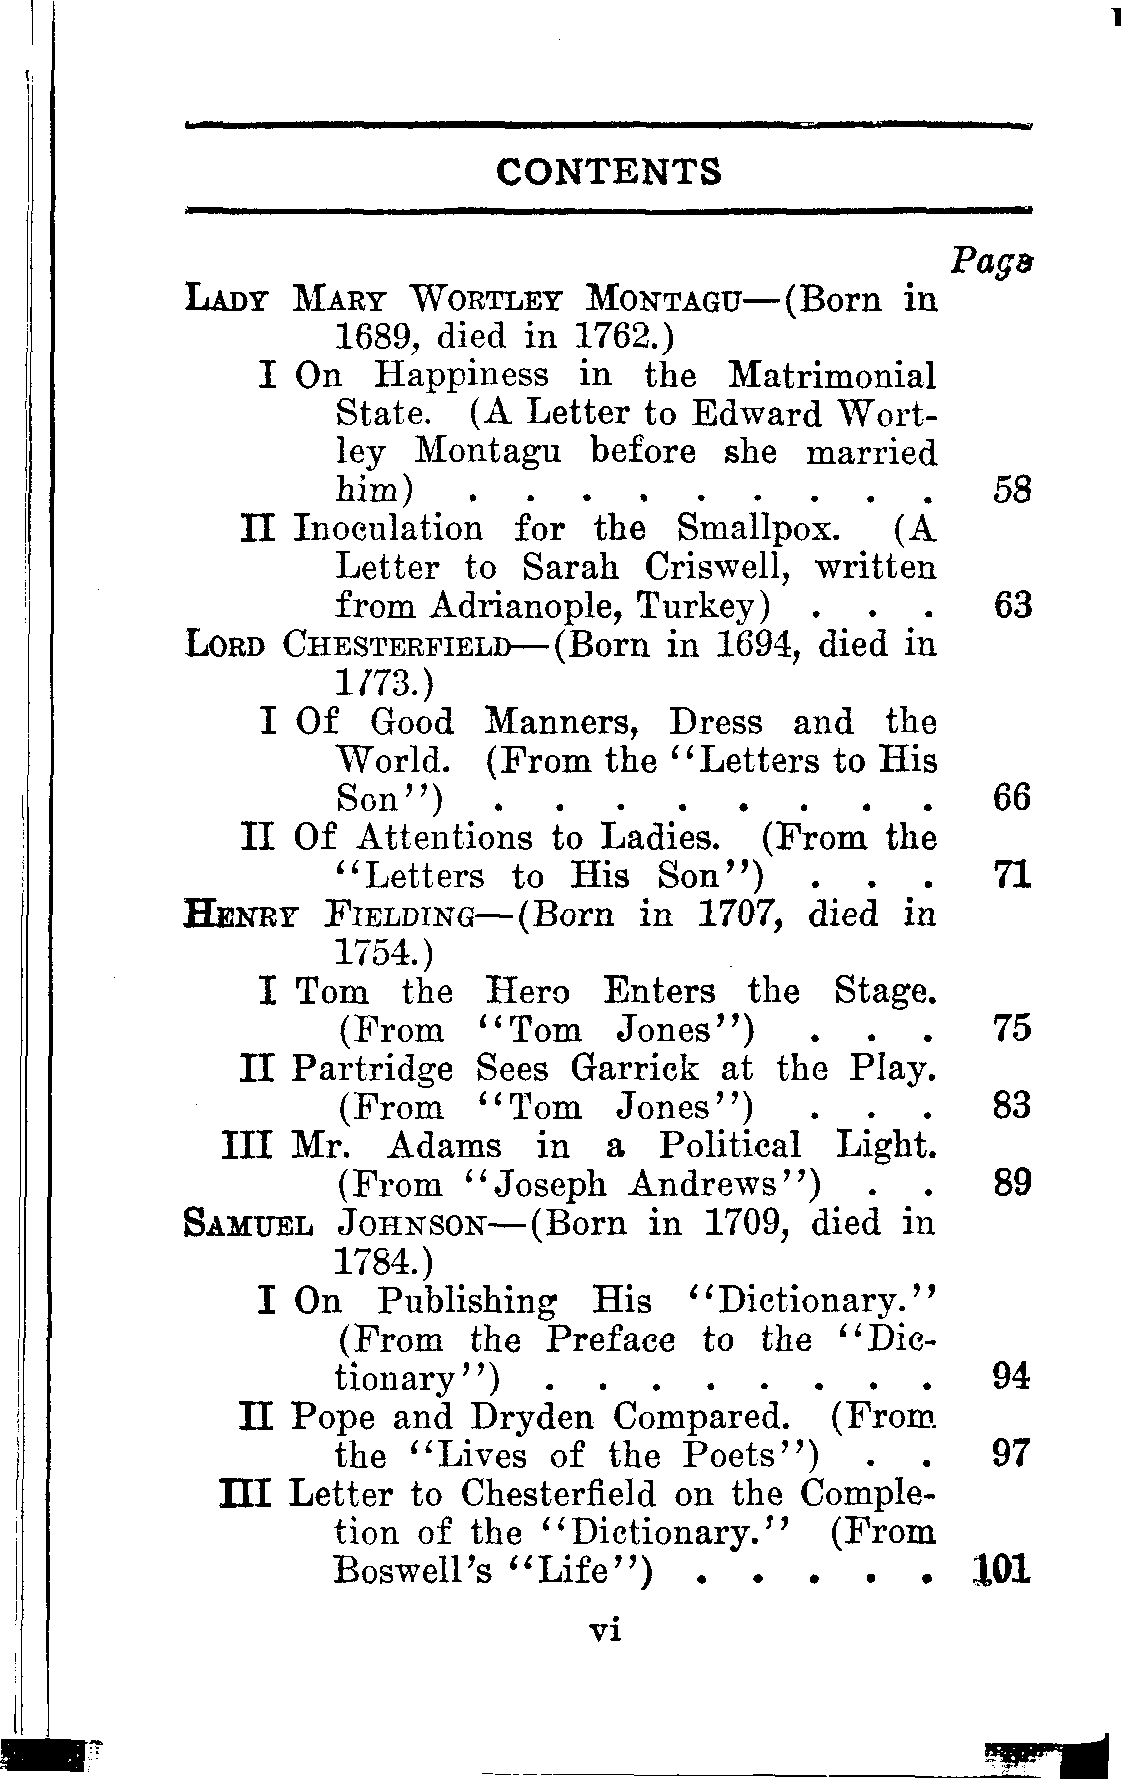 CONTENTS
Page
LADY MARY WORTLEY MONTAGU—(Born in
1689, died in 1762.)
I On Happiness in the Matrimonial
State. (A Letter to Edward Wort-
ley Montagu before she married
him) . . . . . . . . . 58
II Inoculation for the Smallpox. (A
Letter to Sarah Criswell, written
from Adrianople, Turkey) . . . 63
LORD CHESTERFIELD—(Born in 1694, died in
1773.)
I Of Good Manners, Dress and the
World. (From the "Letters to His
Son") . . . . . . . . 66
II Of Attentions to Ladies. (From the
"Letters to His Son") . . . 71
HENRY FIELDING—(Born in 1707, died in
1754.)
I Tom the Hero Enters the Stage.
(From "Tom Jones") . . . 75
II Partridge Sees Garrick at the Play.
(From "Tom Jones") . . . 83
III Mr. Adams in a Political Light.
(From "Joseph Andrews") . . 89
SAMUEL JOHNSON—(Born in 1709, died in
1784.)
I On Publishing His "Dictionary."
(From the Preface to the "Dic-
tionary") . . . . . . . . 94
II Pope and Dryden Compared. (From
the "Lives of the Poets") . . 97
III Letter to Chesterfield on the Comple-
tion of the "Dictionary." (From
Boswell's "Life") . . . . . 101
vi